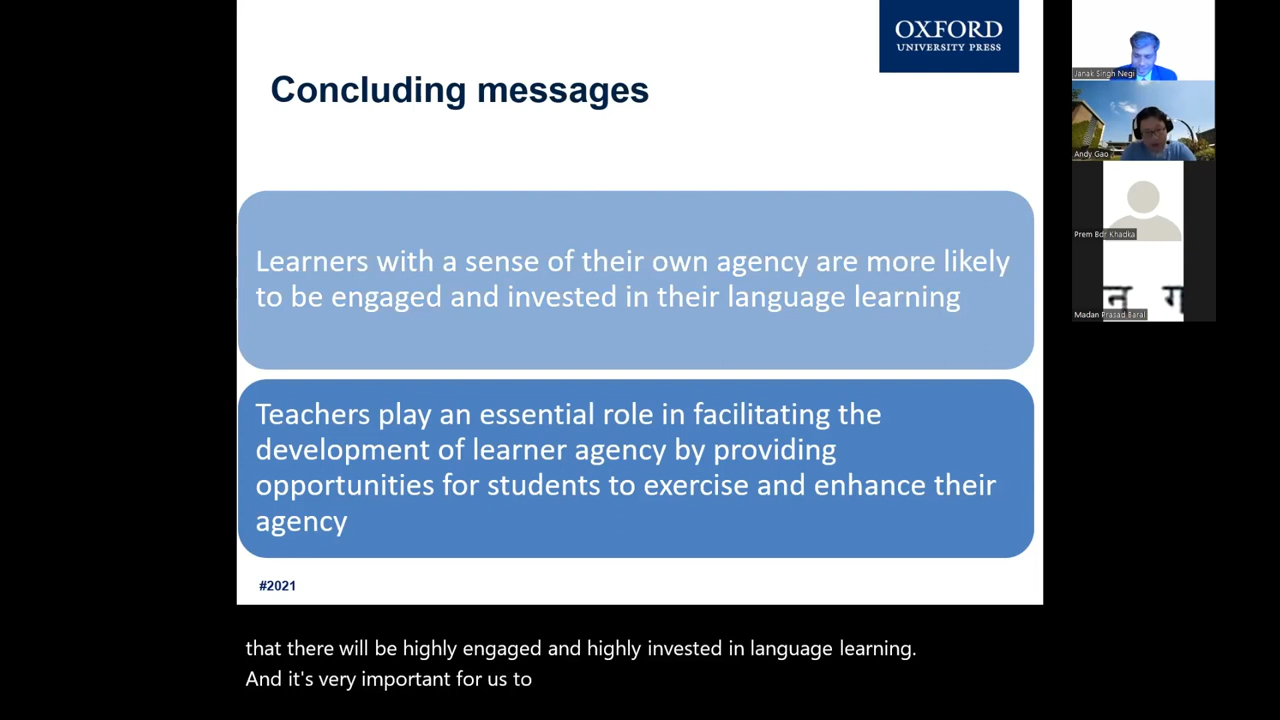 OXFORD
UNIVERSITY PRESS
Concluding messages
Learners with a sense of their own agency are more likely
to be engaged and invested in their language learning
Teachers play an essential role in facilitating the
development of learner agency by providing
opportunities for students to exercise and enhance their
agency
#2021
that there will be highly engaged and highly invested in language learning.
And it's very important for us to
Janak Singh Negi
Andy Gao
Prem Bdr Khadka
न ग
Madan Prasad Baral